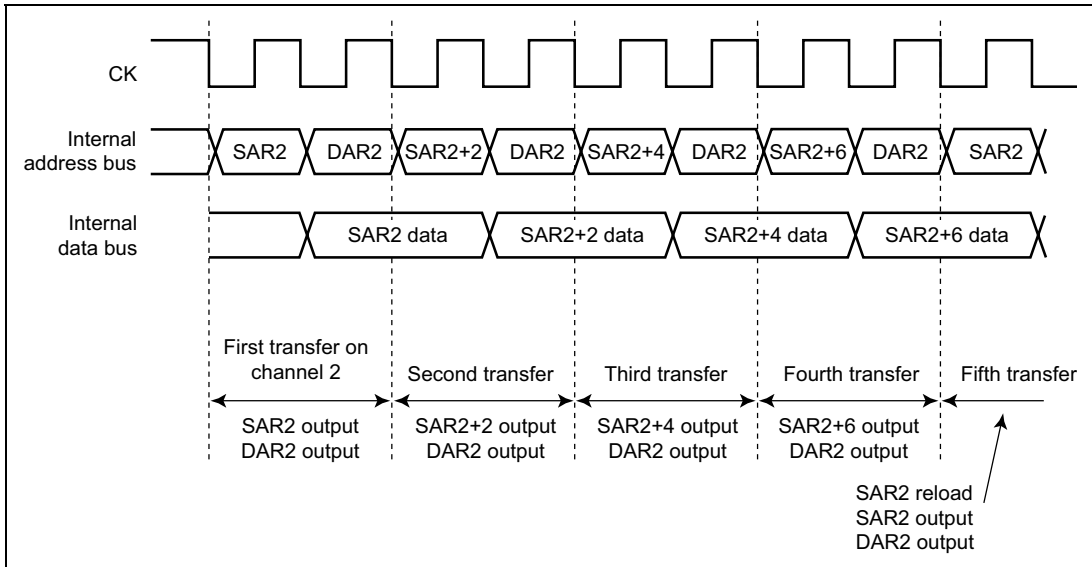 CK
Internal
address bus
SAR2 DAR2 SAR2+2 DAR2 SAR2+4 DAR2 SAR2+6 DAR2 SAR2
Internal
data bus
SAR2 data SAR2+2 data SAR2+4 data SAR2+6 data
First transfer on
channel 2
Second transfer
Third transfer
Fourth transfer
Fifth transfer
SAR2 output
DAR2 output
SAR2+2 output
DAR2 output
SAR2+4 output
DAR2 output
SAR2+6 output
DAR2 output
SAR2 reload
SAR2 output
DAR2 output